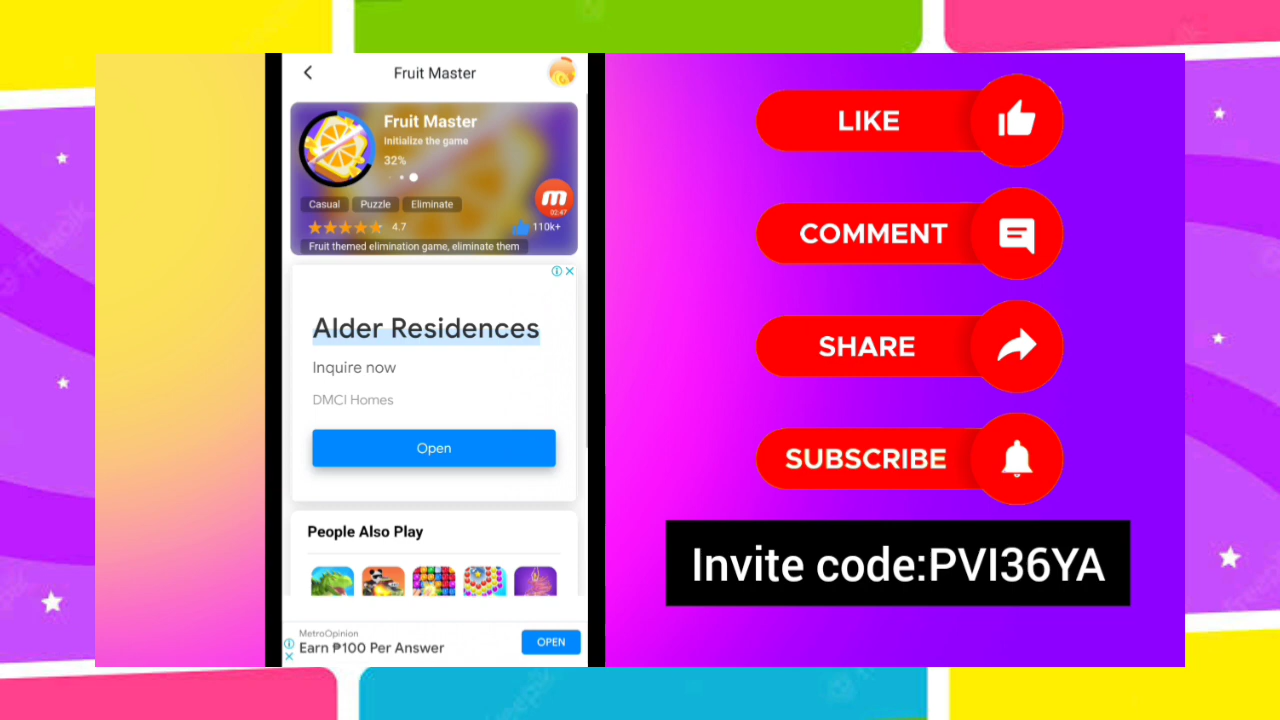 Fruit Master
Fruit Master
Initialize the game
32%
Casual
Puzzle
Eliminate
02:47
4.7
110k+
Fruit themed elimination game, eliminate them
Alder Residences
Inquire now
DMCI Homes
Open
People Also Play
MetroOpinion
Earn ₱100 Per Answer
OPEN
LIKE
COMMENT
SHARE
SUBSCRIBE
Invite code:PVI36YA